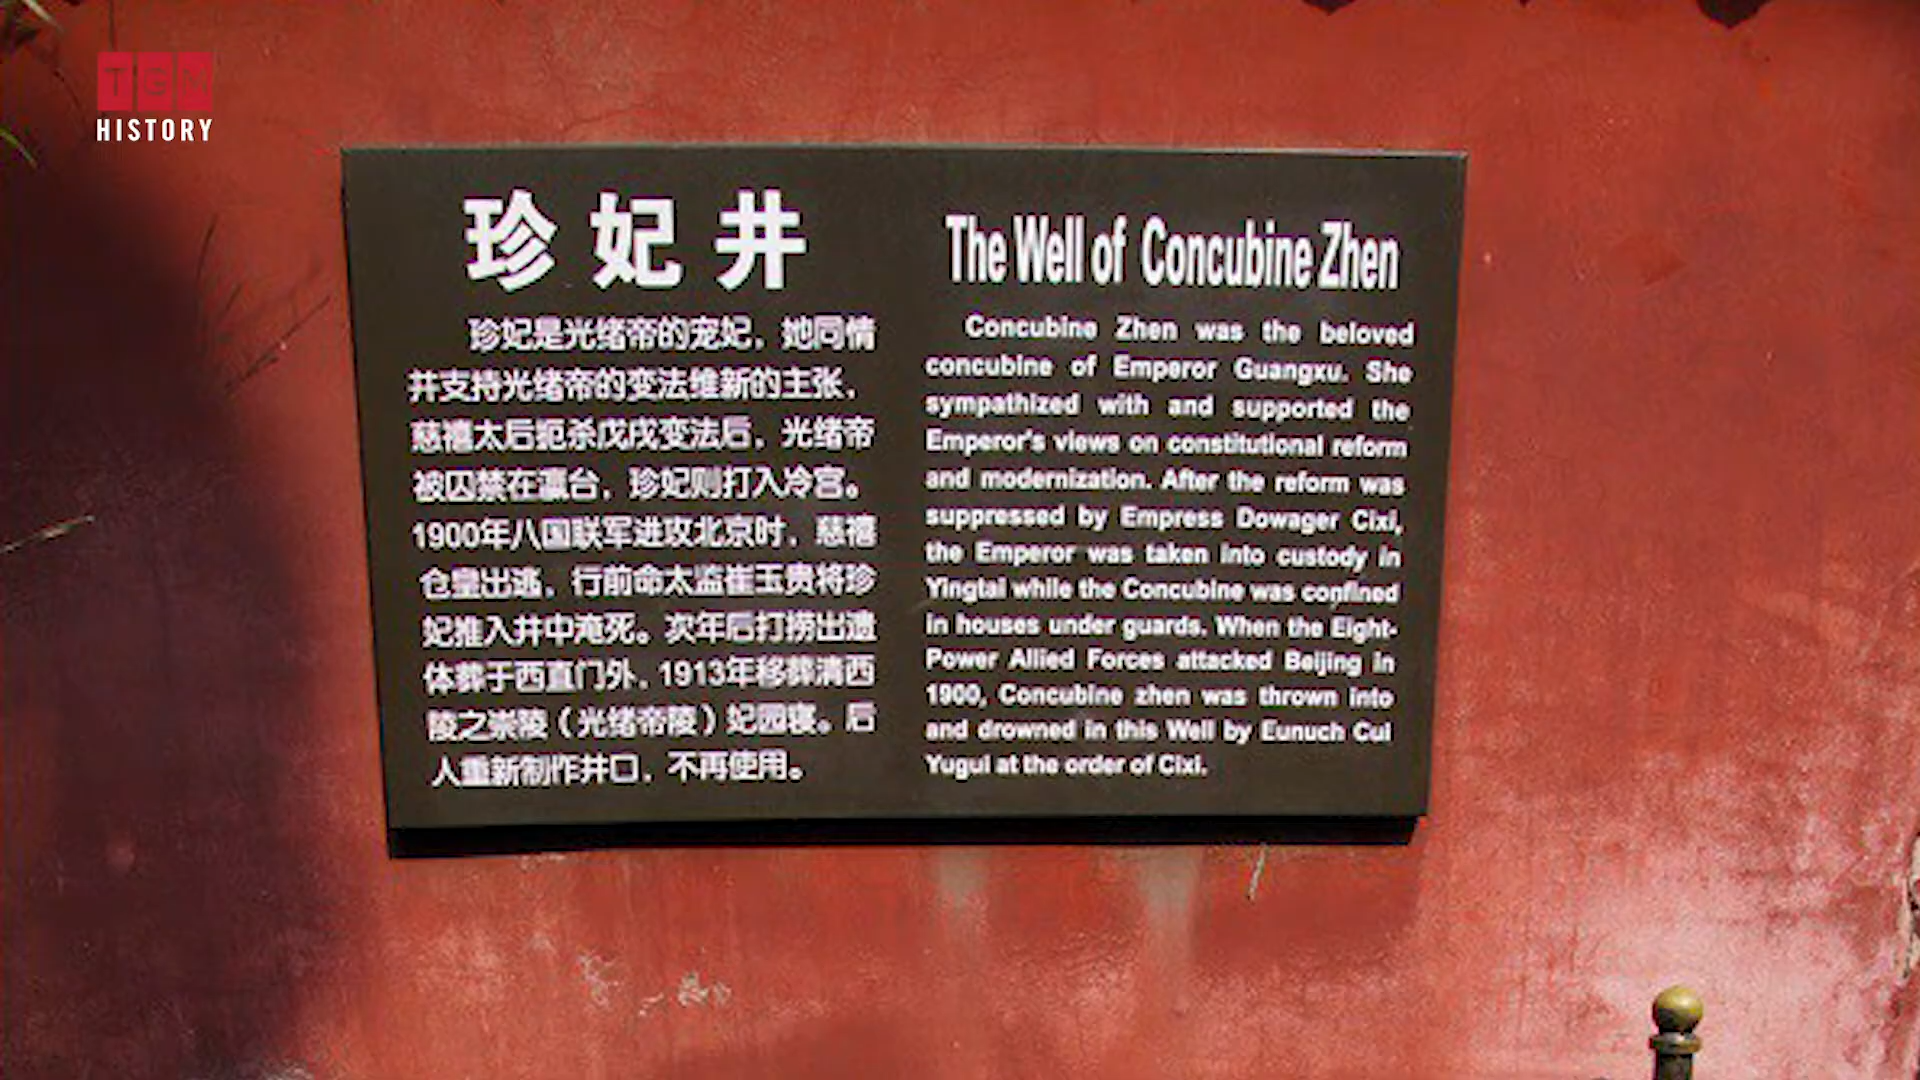 TGM
HISTORY
珍妃井
珍妃是光绪帝的宠妃，她同情
并支持光绪帝的变法维新的主张，
慈禧太后扼杀戊戌变法后，光绪帝
被囚禁在瀛台，珍妃则打入冷宫。
1900年八国联军进攻北京时，慈禧
仓皇出逃，行前命太监崔玉贵将珍
妃推入井中淹死。次年后打捞出遗
体葬于西直门外，1913年移葬清西
陵之崇陵（光绪帝陵）妃园寝。后
人重新制作井口，不再使用。
The Well of Concubine Zhen
Concubine Zhen was the beloved
concubine of Emperor Guangxu. She
sympathized with and supported the
Emperor's views on constitutional reform
and modernization. After the reform was
suppressed by Empress Dowager Cixi,
the Emperor was taken into custody in
Yingtai while the Concubine was confined
in houses under guards. When the Eight-
Power Allied Forces attacked Beijing in
1900, Concubine zhen was thrown into
and drowned in this Well by Eunuch Cui
Yugui at the order of Cixi.